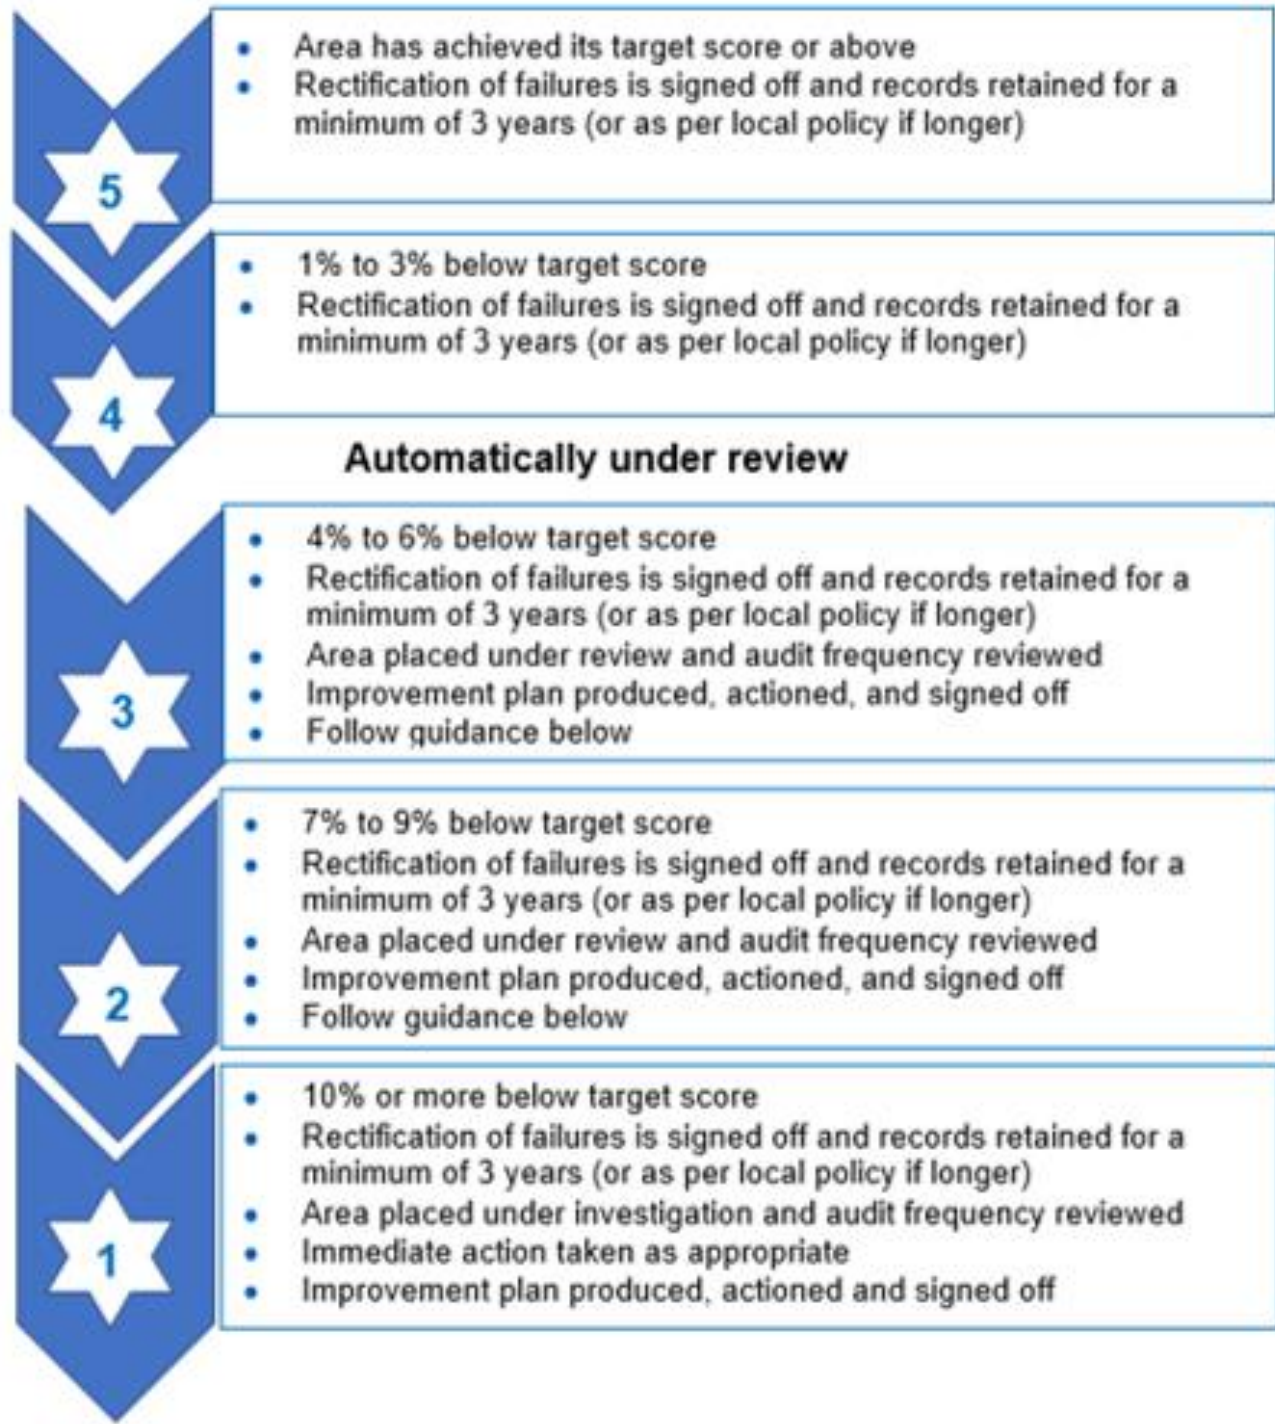 Area has achieved its target score or above
Rectification of failures is signed off and records retained for a
minimum of 3 years (or as per local policy if longer)
5
1% to 3% below target score
Rectification of failures is signed off and records retained for a
minimum of 3 years (or as per local policy if longer)
4
Automatically under review
4% to 6% below target score
Rectification of failures is signed off and records retained for a
minimum of 3 years (or as per local policy if longer)
Area placed under review and audit frequency reviewed
Improvement plan produced, actioned, and signed off
Follow guidance below
3
7% to 9% below target score
Rectification of failures is signed off and records retained for a
minimum of 3 years (or as per local policy if longer)
Area placed under review and audit frequency reviewed
Improvement plan produced, actioned, and signed off
Follow guidance below
2
10% or more below target score
Rectification of failures is signed off and records retained for a
minimum of 3 years (or as per local policy if longer)
Area placed under investigation and audit frequency reviewed
Immediate action taken as appropriate
Improvement plan produced, actioned and signed off
1